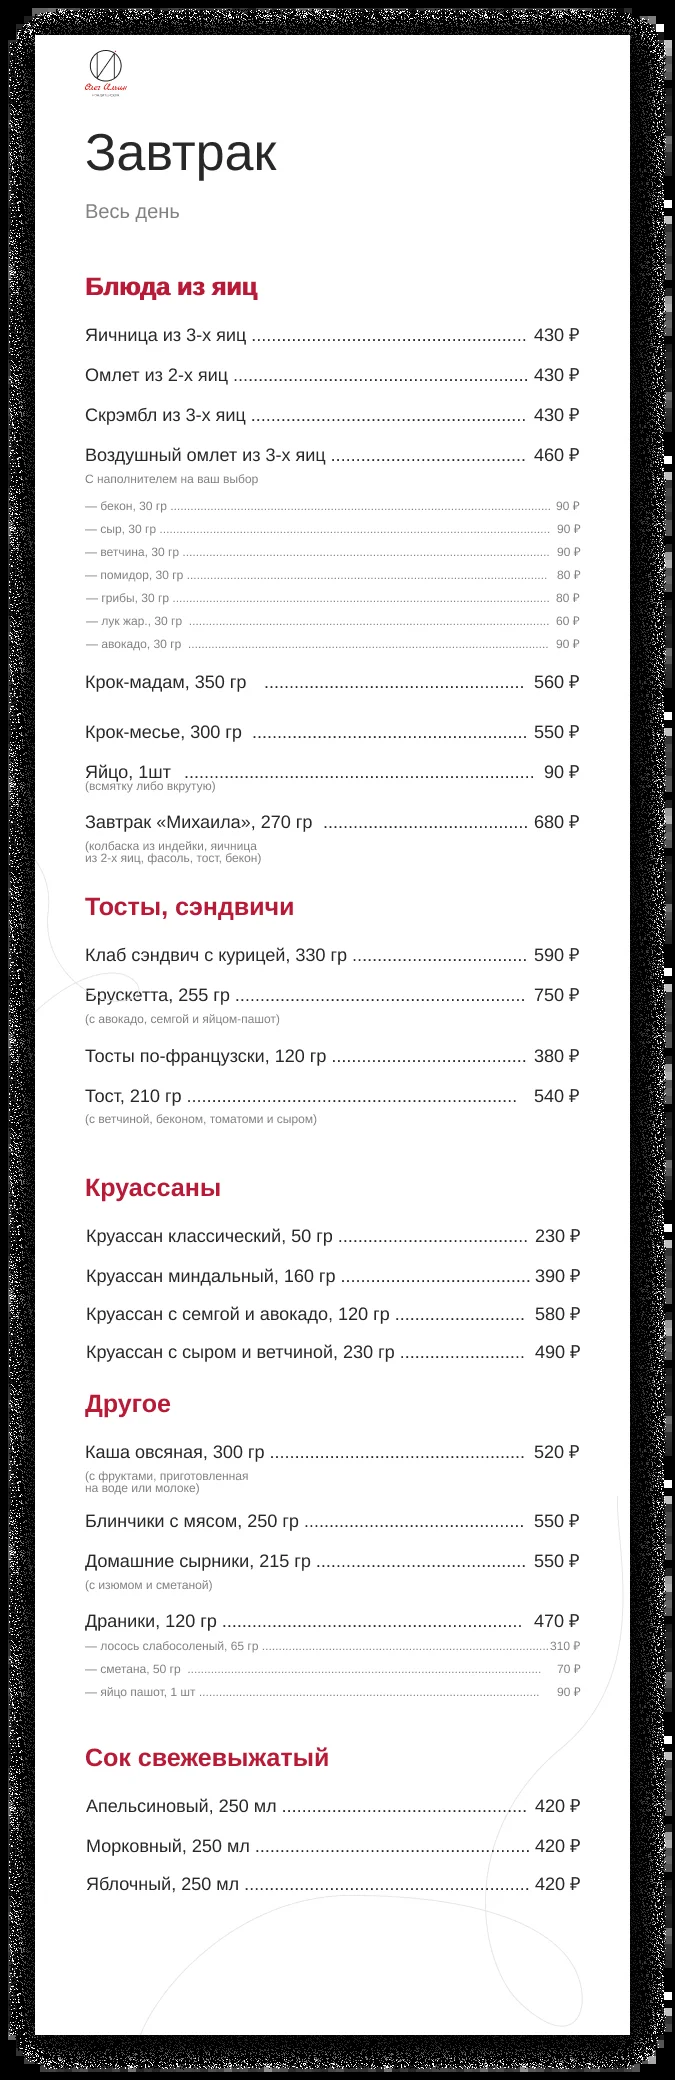 Олег Ильин
Завтрак
Весь день
Блюда из яиц
Яичница из 3-х яиц ....................................................... 430 ₽
Омлет из 2-х яиц ........................................................... 430 ₽
Скрэмбл из 3-х яиц ....................................................... 430 ₽
Воздушный омлет из 3-х яиц ....................................... 460 ₽
С наполнителем на ваш выбор
— бекон, 30 гр ............................................................ 90 ₽
— сыр, 30 гр ............................................................ 90 ₽
— ветчина, 30 гр ............................................................ 90 ₽
— помидор, 30 гр ............................................................ 80 ₽
— грибы, 30 гр ............................................................ 80 ₽
— лук жар., 30 гр ............................................................ 60 ₽
— авокадо, 30 гр ............................................................ 90 ₽
Крок-мадам, 350 гр .................................................... 560 ₽
Крок-месье, 300 гр ....................................................... 550 ₽
Яйцо, 1шт ...................................................................... 90 ₽
(всмятку либо вкрутую)
Завтрак «Михаила», 270 гр ......................................... 680 ₽
(колбаска из индейки, яичница
из 2-х яиц, фасоль, тост, бекон)
Тосты, сэндвичи
Клаб сэндвич с курицей, 330 гр ................................... 590 ₽
Брускетта, 255 гр .......................................................... 750 ₽
(с авокадо, семгой и яйцом-пашот)
Тосты по-французски, 120 гр ....................................... 380 ₽
Тост, 210 гр .................................................................. 540 ₽
(с ветчиной, беконом, томатоми и сыром)
Круассаны
Круассан классический, 50 гр ...................................... 230 ₽
Круассан миндальный, 160 гр ...................................... 390 ₽
Круассан с семгой и авокадо, 120 гр .......................... 580 ₽
Круассан с сыром и ветчиной, 230 гр ......................... 490 ₽
Другое
Каша овсяная, 300 гр ................................................... 520 ₽
(с фруктами, приготовленная
на воде или молоке)
Блинчики с мясом, 250 гр ............................................ 550 ₽
Домашние сырники, 215 гр .......................................... 550 ₽
(с изюмом и сметаной)
Драники, 120 гр ............................................................ 470 ₽
— лосось слабосоленый, 65 гр ............................................................310 ₽
— сметана, 50 гр ............................................................ 70 ₽
— яйцо пашот, 1 шт ............................................................ 90 ₽
Сок свежевыжатый
Апельсиновый, 250 мл ................................................. 420 ₽
Морковный, 250 мл ....................................................... 420 ₽
Яблочный, 250 мл ......................................................... 420 ₽